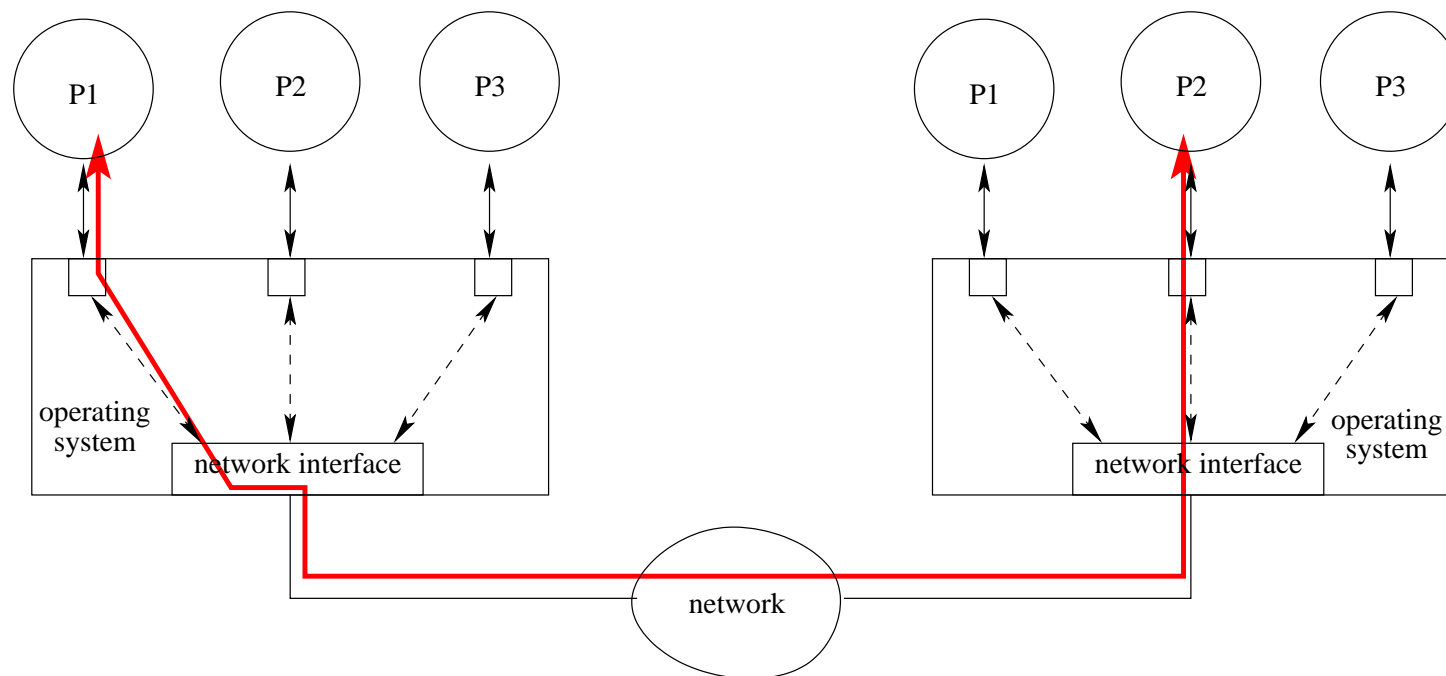 P1
P2
P3
P1
P2
P3
operating
system
network interface
network interface
operating
system
network